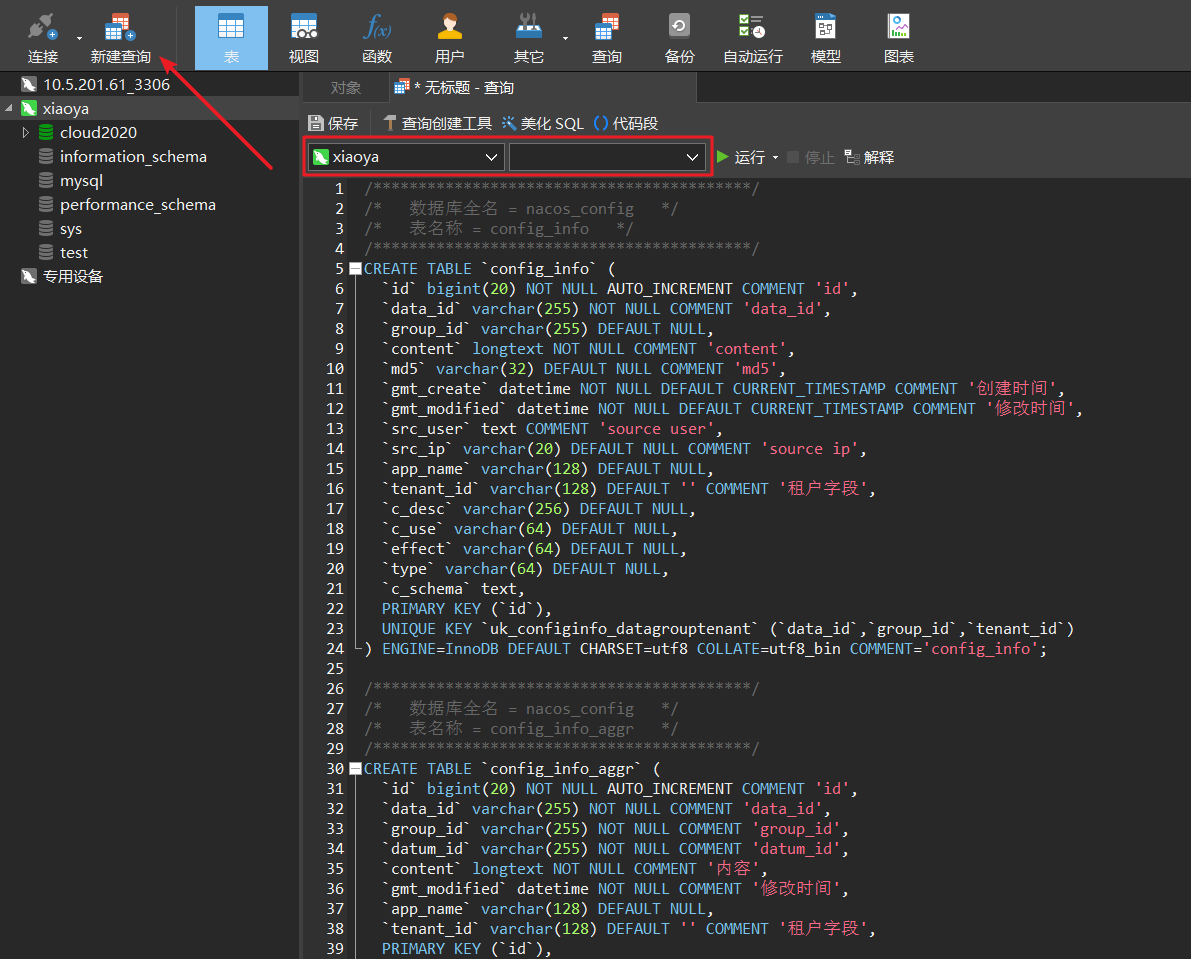 连接 新建查询 表 视图 函数 用户 其它 查询 备份 自动运行 模型 图表
10.5.201.61_3306
xiaoya
cloud2020
information_schema
mysql
performance_schema
sys
test
专用设备
对象 * 无标题 - 查询
保存 查询创建工具 美化 SQL () 代码段
xiaoya 运行 停止 解释
1 /******************************************/
2 /*   数据库全名 = nacos_config   */
3 /*   表名称 = config_info   */
4 /******************************************/
5 CREATE TABLE `config_info` (
6   `id` bigint(20) NOT NULL AUTO_INCREMENT COMMENT 'id',
7   `data_id` varchar(255) NOT NULL COMMENT 'data_id',
8   `group_id` varchar(255) DEFAULT NULL,
9   `content` longtext NOT NULL COMMENT 'content',
10   `md5` varchar(32) DEFAULT NULL COMMENT 'md5',
11   `gmt_create` datetime NOT NULL DEFAULT CURRENT_TIMESTAMP COMMENT '创建时间',
12   `gmt_modified` datetime NOT NULL DEFAULT CURRENT_TIMESTAMP COMMENT '修改时间',
13   `src_user` text COMMENT 'source user',
14   `src_ip` varchar(20) DEFAULT NULL COMMENT 'source ip',
15   `app_name` varchar(128) DEFAULT NULL,
16   `tenant_id` varchar(128) DEFAULT '' COMMENT '租户字段',
17   `c_desc` varchar(256) DEFAULT NULL,
18   `c_use` varchar(64) DEFAULT NULL,
19   `effect` varchar(64) DEFAULT NULL,
20   `type` varchar(64) DEFAULT NULL,
21   `c_schema` text,
22   PRIMARY KEY (`id`),
23   UNIQUE KEY `uk_configinfo_datagrouptenant` (`data_id`,`group_id`,`tenant_id`)
24 ) ENGINE=InnoDB DEFAULT CHARSET=utf8 COLLATE=utf8_bin COMMENT='config_info';
25
26 /******************************************/
27 /*   数据库全名 = nacos_config   */
28 /*   表名称 = config_info_aggr   */
29 /******************************************/
30 CREATE TABLE `config_info_aggr` (
31   `id` bigint(20) NOT NULL AUTO_INCREMENT COMMENT 'id',
32   `data_id` varchar(255) NOT NULL COMMENT 'data_id',
33   `group_id` varchar(255) NOT NULL COMMENT 'group_id',
34   `datum_id` varchar(255) NOT NULL COMMENT 'datum_id',
35   `content` longtext NOT NULL COMMENT '内容',
36   `gmt_modified` datetime NOT NULL COMMENT '修改时间',
37   `app_name` varchar(128) DEFAULT NULL,
38   `tenant_id` varchar(128) DEFAULT '' COMMENT '租户字段',
39   PRIMARY KEY (`id`),